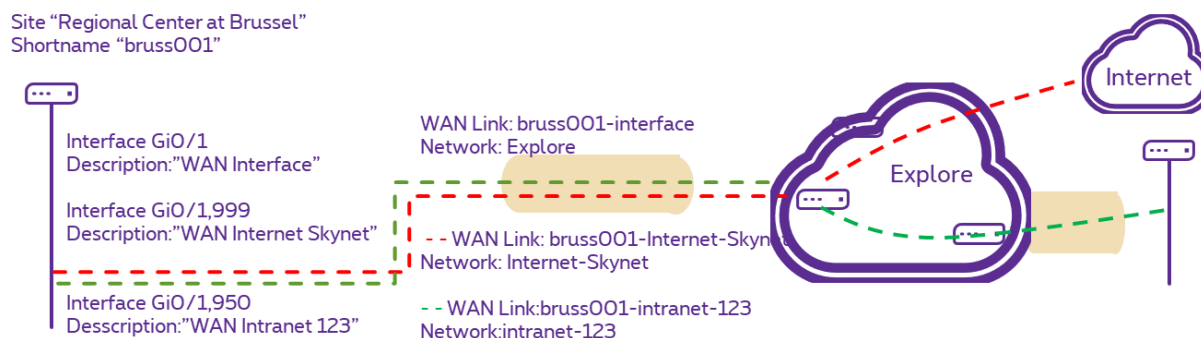 Site “Regional Center at Brussel”
Shortname “bruss001”
Interface Gi0/1
Description:”WAN Interface”
Interface Gi0/1,999
Description:”WAN Internet Skynet”
Interface Gi0/1,950
Desscription:”WAN Intranet 123”
WAN Link: bruss001-interface
Network: Explore
WAN Link: bruss001-Internet-Skynet
Network: Internet-Skynet
WAN Link:bruss001-intranet-123
Network:intranet-123
Explore
Internet